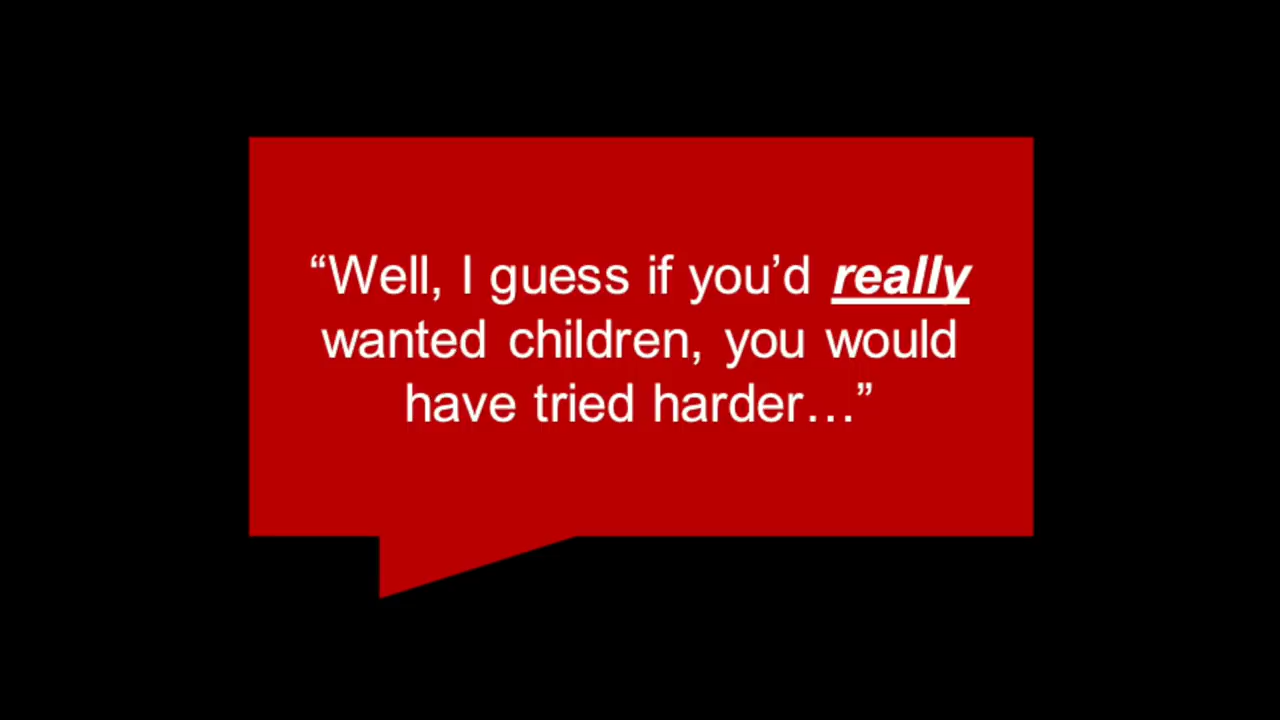 “Well, I guess if you’d really
wanted children, you would
have tried harder…”